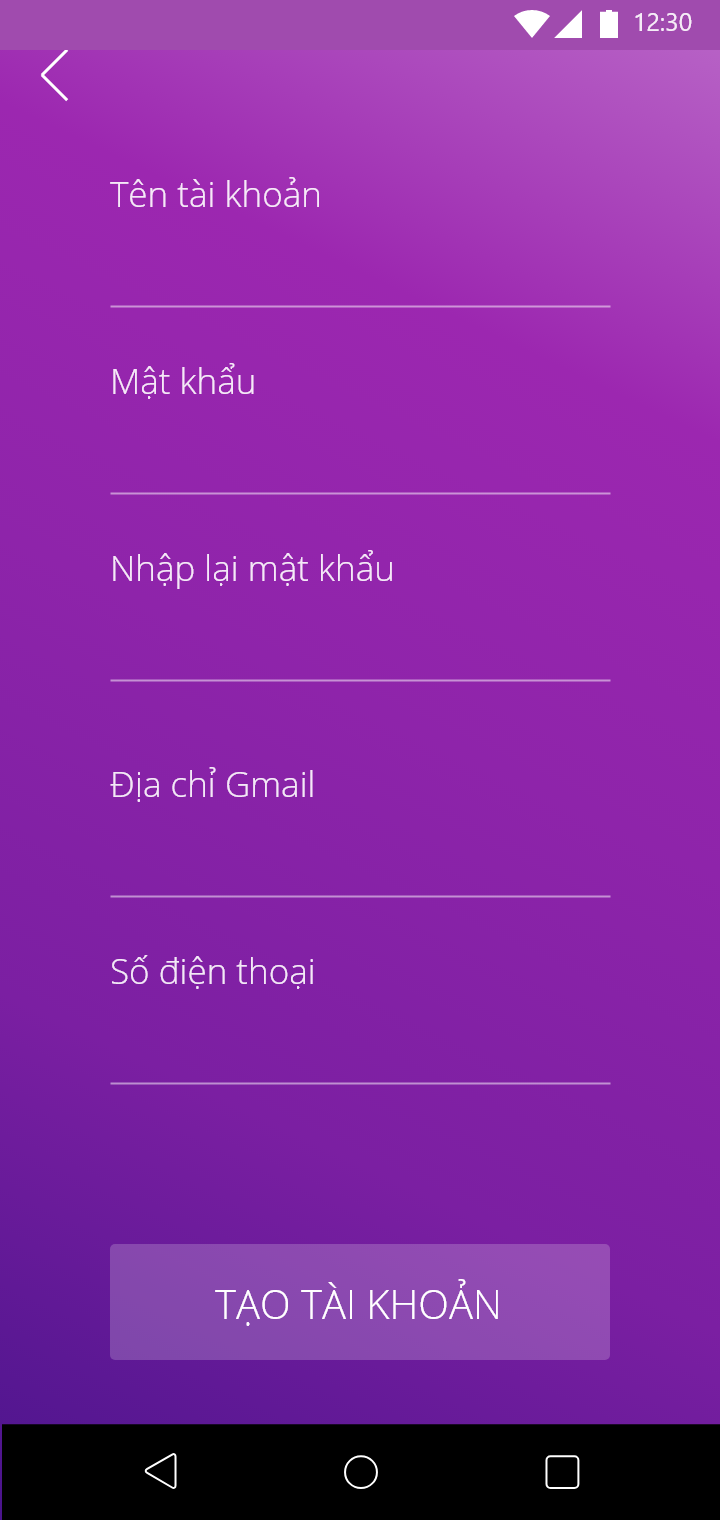 12:30
Tên tài khoản
Mật khẩu
Nhập lại mật khẩu
Địa chỉ Gmail
Số điện thoại
TẠO TÀI KHOẢN